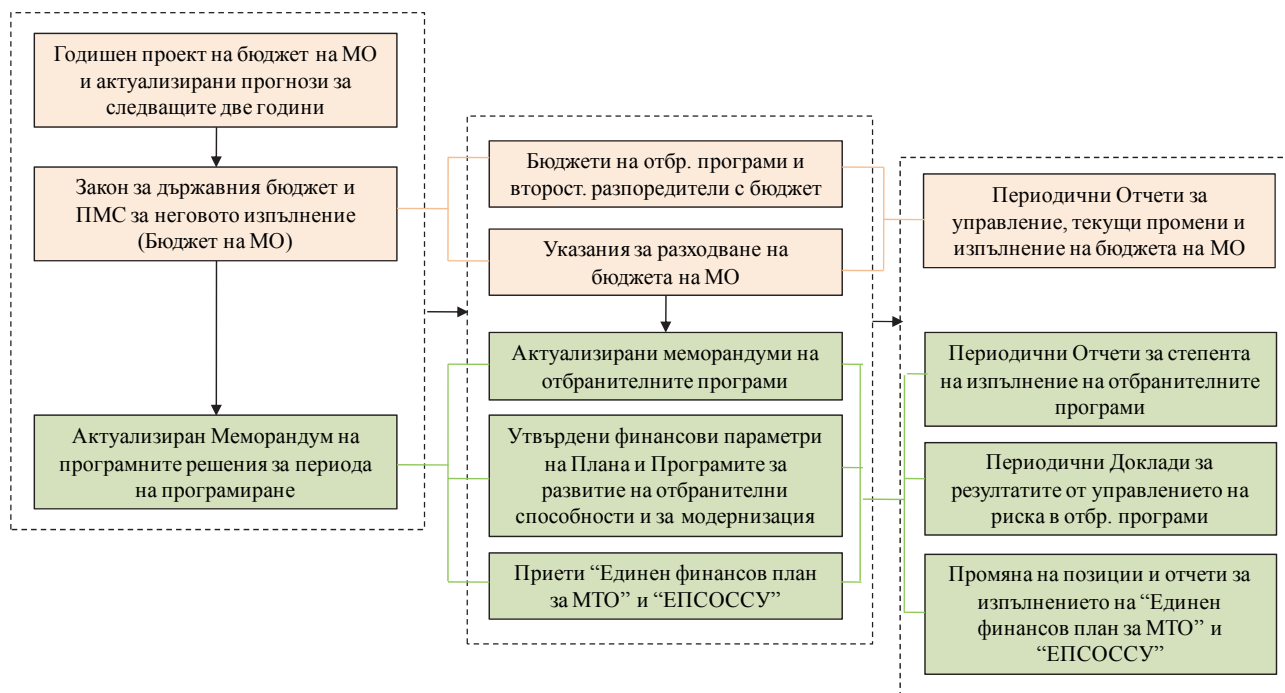 Годишен проект на бюджет на МО
и актуализирани прогнози за
следващите две години
Закон за държавния бюджет и
ПМС за неговото изпълнение
(Бюджет на МО)
Актуализиран Меморандум на
програмните решения за периода
на програмиране
Бюджети на отбр. програми и
второст. разпоредители с бюджет
Указания за разходване на
бюджета на МО
Актуализирани меморандуми на
отбранителните програми
Утвърдени финансови параметри
на Плана и Програмите за
развитие на отбранителни
способности и за модернизация
Приети “Единен финансов план
за МТО” и “ЕПСОССУ”
Периодични Отчети за
управление, текущи промени и
изпълнение на бюджета на МО
Периодични Отчети за степента
на изпълнение на отбранителните
програми
Периодични Доклади за
резултатите от управлението на
риска в отбр. програми
Промяна на позиции и отчети за
изпълнението на “Единен
финансов план за МТО” и
“ЕПСОССУ”